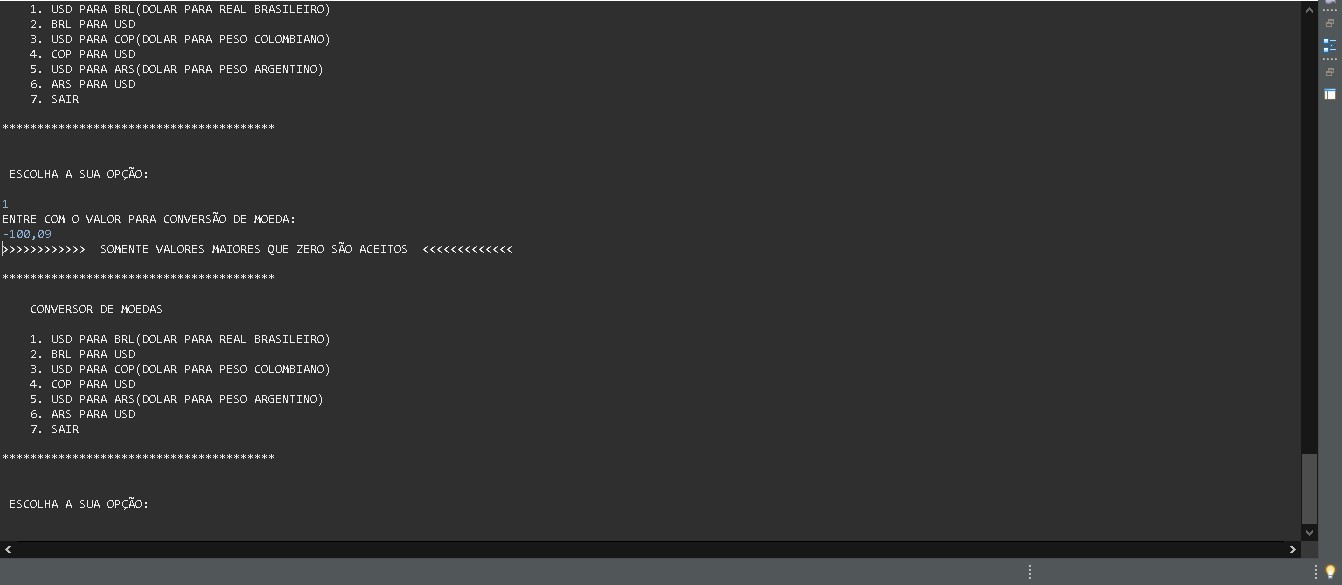 1. USD PARA BRL(DOLAR PARA REAL BRASILEIRO)
2. BRL PARA USD
3. USD PARA COP(DOLAR PARA PESO COLOMBIANO)
4. COP PARA USD
5. USD PARA ARS(DOLAR PARA PESO ARGENTINO)
6. ARS PARA USD
7. SAIR
***************************************
ESCOLHA A SUA OPÇÃO:
1
ENTRE COM O VALOR PARA CONVERSÃO DE MOEDA:
-100,09
>>>>>>>>>>>> SOMENTE VALORES MAIORES QUE ZERO SÃO ACEITOS <<<<<<<<<<<<<
***************************************
CONVERSOR DE MOEDAS
1. USD PARA BRL(DOLAR PARA REAL BRASILEIRO)
2. BRL PARA USD
3. USD PARA COP(DOLAR PARA PESO COLOMBIANO)
4. COP PARA USD
5. USD PARA ARS(DOLAR PARA PESO ARGENTINO)
6. ARS PARA USD
7. SAIR
***************************************
ESCOLHA A SUA OPÇÃO: